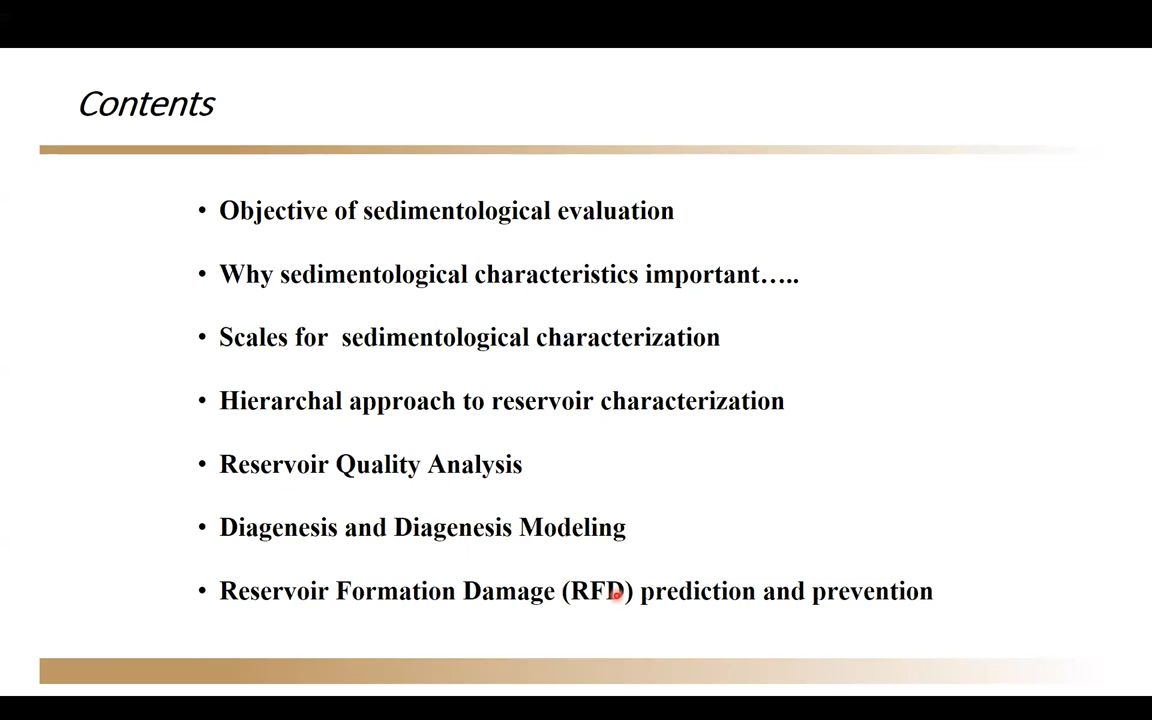 Contents
• Objective of sedimentological evaluation
• Why sedimentological characteristics important…..
• Scales for  sedimentological characterization
• Hierarchal approach to reservoir characterization
• Reservoir Quality Analysis
• Diagenesis and Diagenesis Modeling
• Reservoir Formation Damage (RFD) prediction and prevention